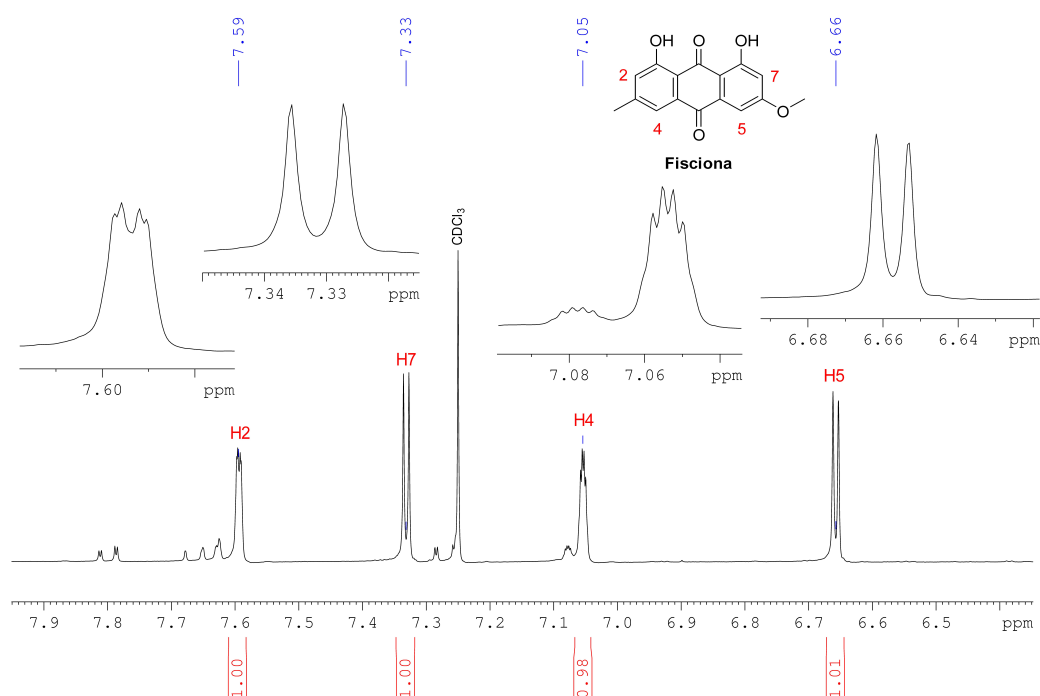 7.59
7.33
7.05
6.66
OH
O
OH
2
7
4
5
O
O
Fisciona
CDCl3
7.34
7.33
ppm
7.60
ppm
7.08
7.06
ppm
6.68
6.66
6.64
ppm
H2
H7
H4
H5
7.9
7.8
7.7
7.6
7.5
7.4
7.3
7.2
7.1
7.0
6.9
6.8
6.7
6.6
6.5
ppm
1.00
1.00
0.98
1.01